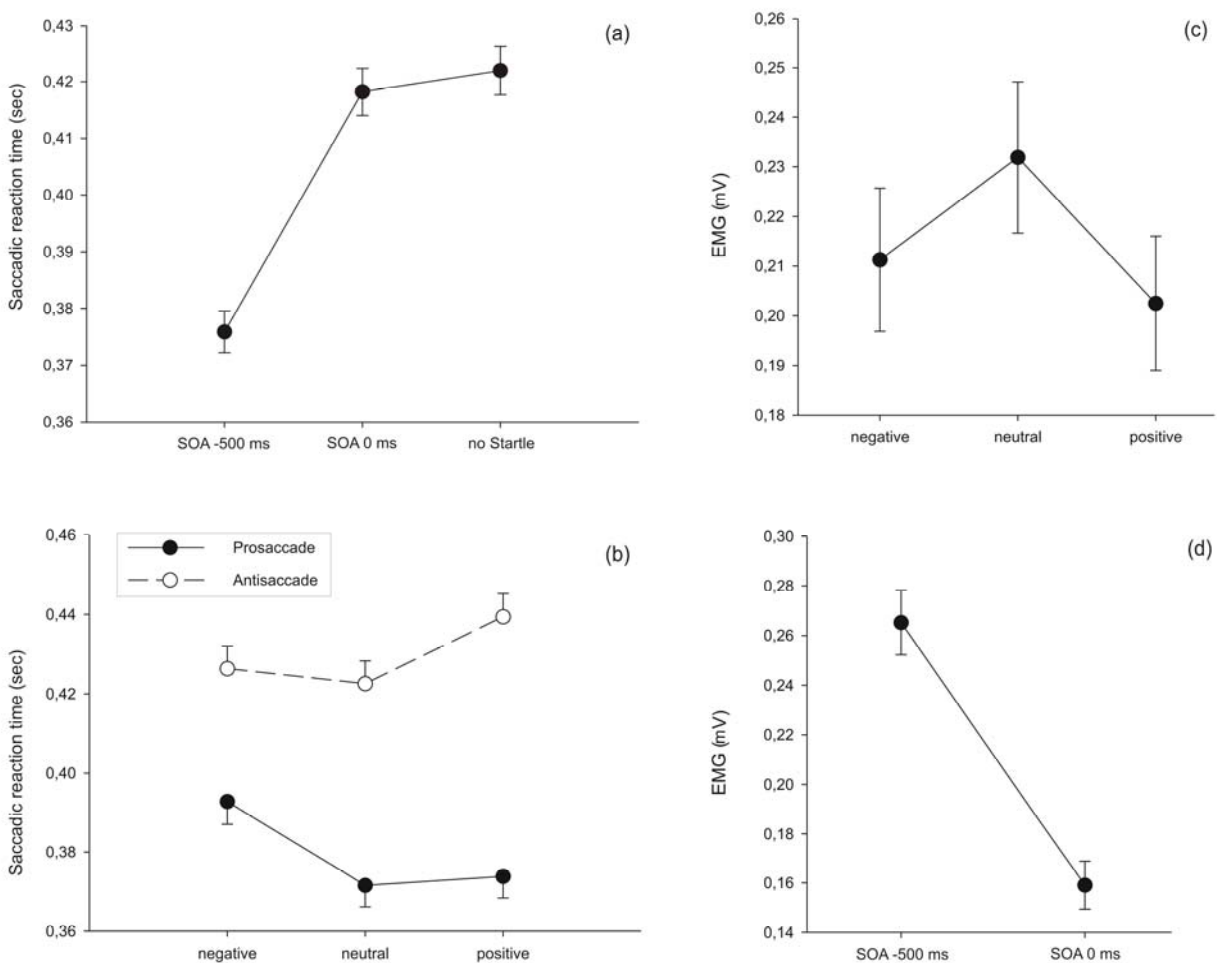 (a)
Saccadic reaction time (sec)
0,43
0,42
0,41
0,40
0,39
0,38
0,37
0,36
SOA -500 ms SOA 0 ms no Startle
(c)
EMG (mV)
0,26
0,25
0,24
0,23
0,22
0,21
0,20
0,19
0,18
negative neutral positive
(b)
Prosaccade
Antisaccade
Saccadic reaction time (sec)
0,46
0,44
0,42
0,40
0,38
0,36
negative neutral positive
(d)
EMG (mV)
0,30
0,28
0,26
0,24
0,22
0,20
0,18
0,16
0,14
SOA -500 ms SOA 0 ms